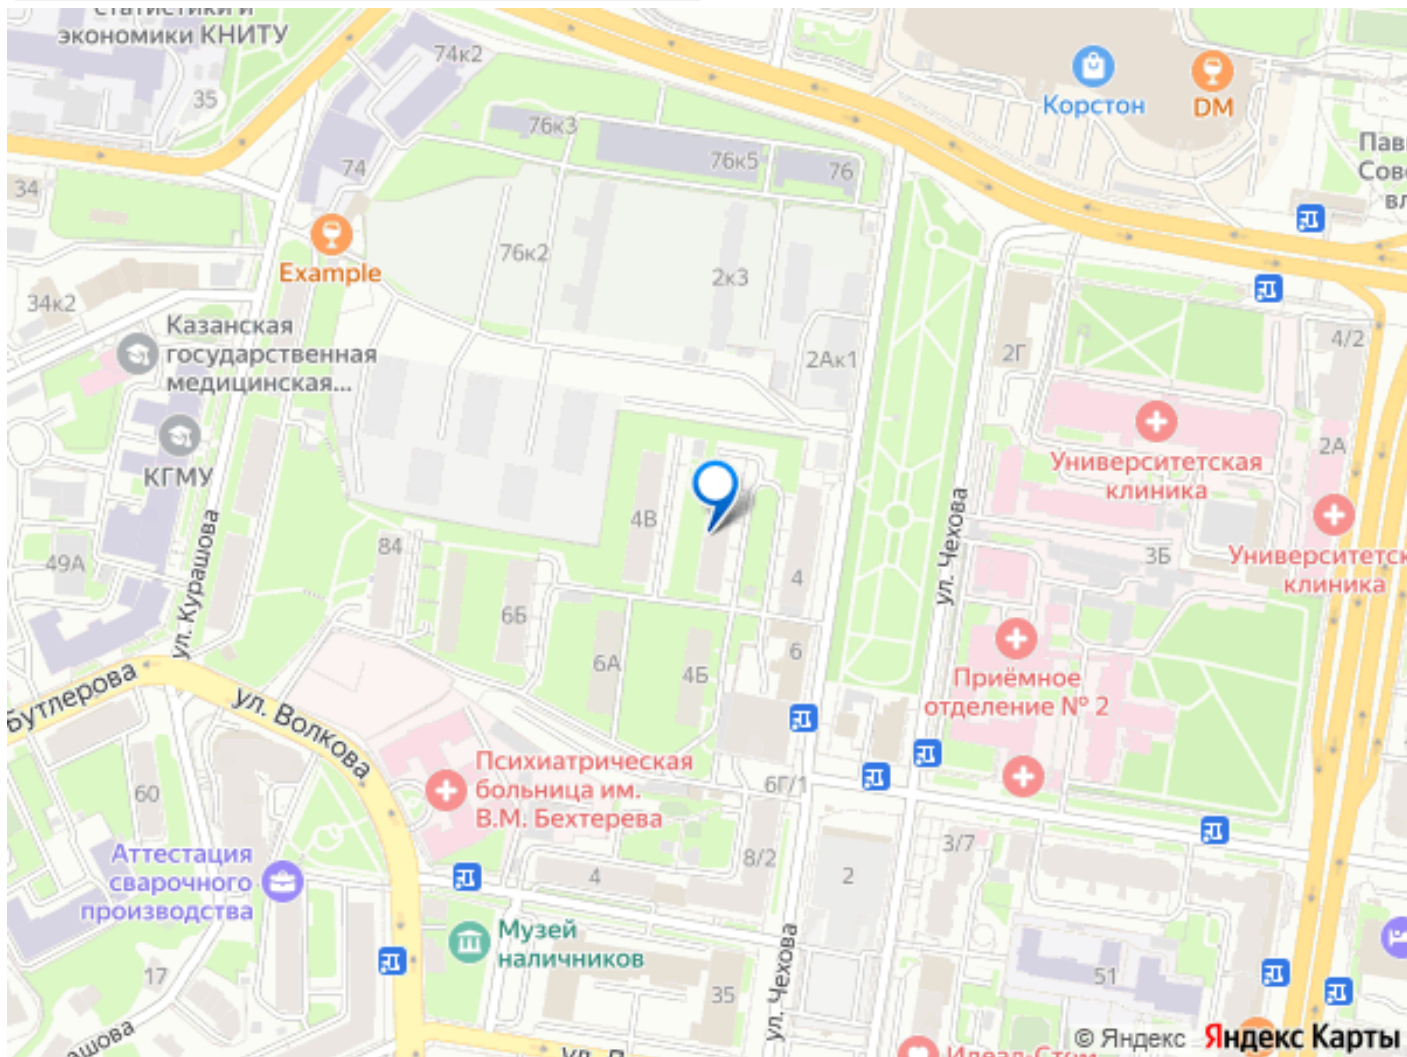 экономики КНИТУ
74к2
35
Корстон
DM
76к3
76к5
76
74
34
Example
76к2
2к3
34к2
Казанская
государственная
медицинская...
2Ак1
2Г
4/2
КГМУ
Университетская
клиника
2А
4В
ул. Чехова
84
49А
ул. Курашова
4
3Б
клиника
6Б
6А
4Б
6
Приёмное
отделение № 2
Бутлерова
ул. Волкова
Психиатрическая
больница им.
В.М. Бехтерева
6Г/1
60
Аттестация
сварочного
производства
4
8/2
2
3/7
Музей
наличников
17
35
ул. Чехова
51
© Яндекс Яндекс Карты